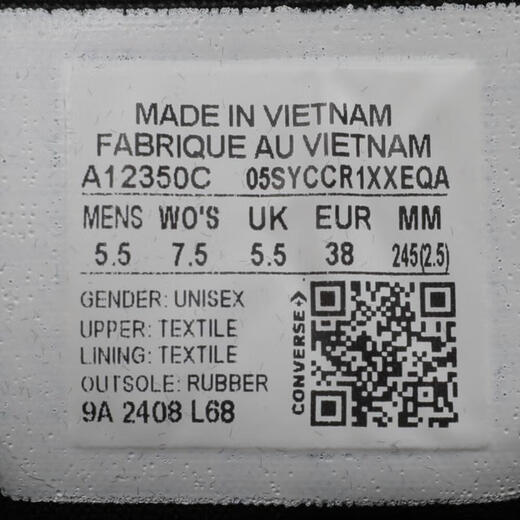 MADE IN VIETNAM
FABRIQUE AU VIETNAM
A12350C 05SYCCR1XXEQA
MENS WO'S UK EUR MM
5.5 7.5 5.5 38 245(2.5)
GENDER: UNISEX
UPPER: TEXTILE
LINING: TEXTILE
OUTSOLE: RUBBER
9A 2408 L68
CONVERSE